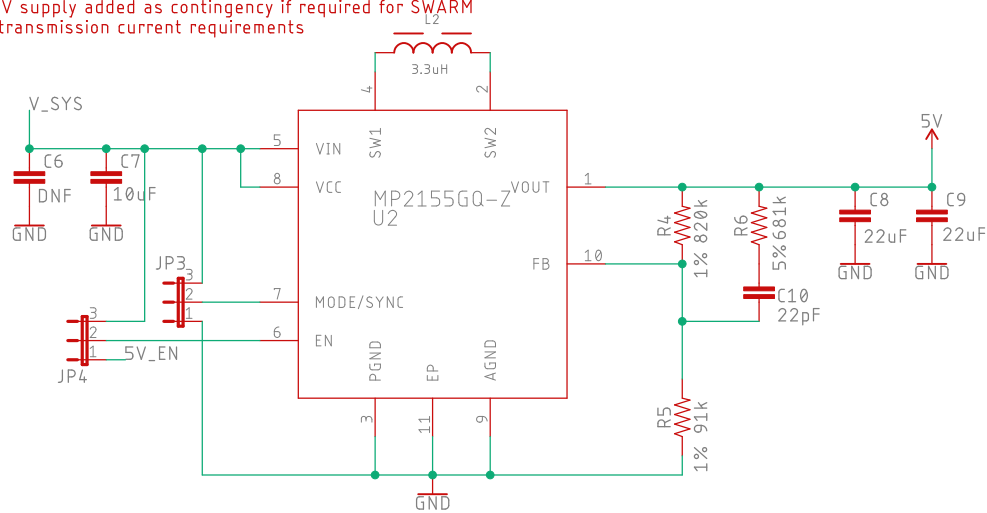 V supply added as contingency if required for SWARM
transmission current requirements
L2
3.3uH
4
2
V_SYS
5V
C6
DNF
GND
C7
10uF
GND
5
VIN
SW1
SW2
8
VCC
MP2155GQ-Z
U2
VOUT
1
R4
1% 820k
R6
5% 681k
C8
22uF
GND
C9
22uF
GND
FB
10
C10
22pF
JP3
3
2
1
7
MODE/SYNC
6
EN
JP4
3
2
1
5V_EN
PGND
EP
AGND
3
11
9
R5
1% 91k
GND